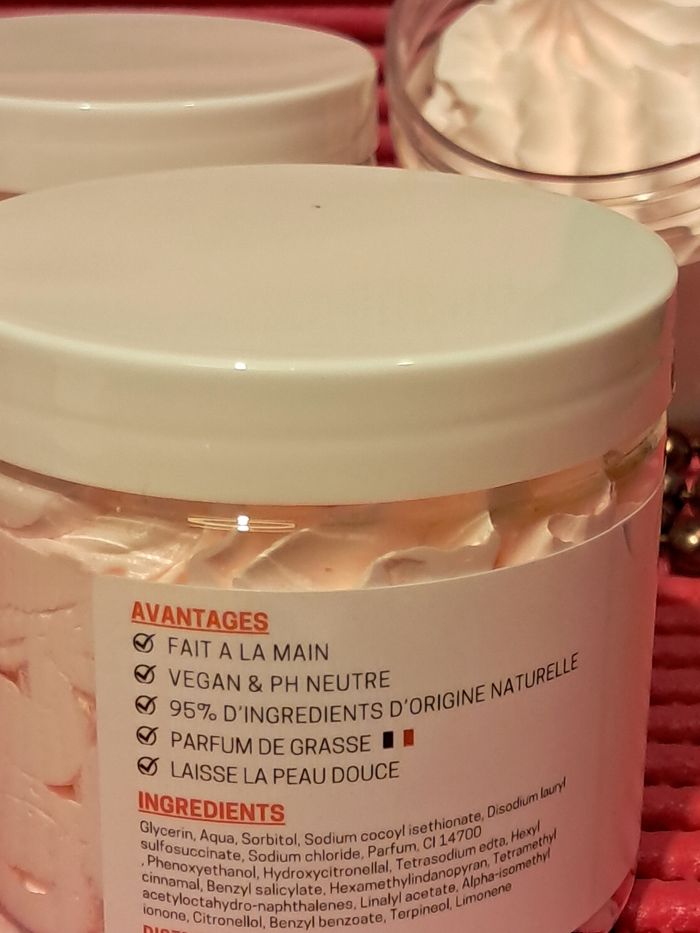 AVANTAGES
FAIT A LA MAIN
VEGAN & PH NEUTRE
95% D'INGREDIENTS D'ORIGINE NATURELLE
PARFUM DE GRASSE
LAISSE LA PEAU DOUCE
INGREDIENTS
Glycerin, Aqua, Sorbitol, Sodium cocoyl isethionate, Disodium lauryl
sulfosuccinate, Sodium chloride, Parfum, CI 14700
, Phenoxyethanol, Hydroxycitronellal, Tetrasodium edta, Hexyl
cinnamal, Benzyl salicylate, Hexamethylindanopyran, Tetramethyl
acetyloctahydro-naphthalenes, Linalyl acetate, Alpha-isomethyl
ionone, Citronellol, Benzyl benzoate, Terpineol, Limonene